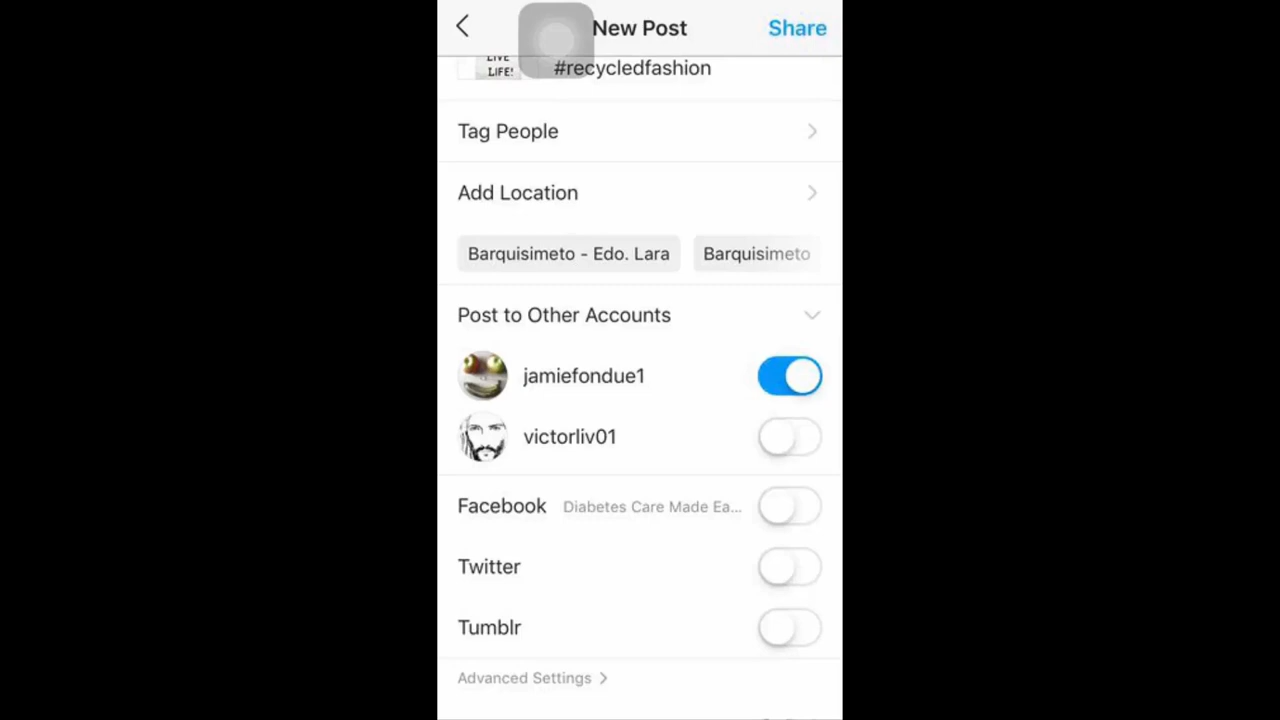 New Post
Share
LIVE
LIFE!
#recycledfashion
Tag People
Add Location
Barquisimeto - Edo. Lara
Barquisimeto
Post to Other Accounts
jamiefondue1
victorliv01
Facebook
Diabetes Care Made Ea...
Twitter
Tumblr
Advanced Settings